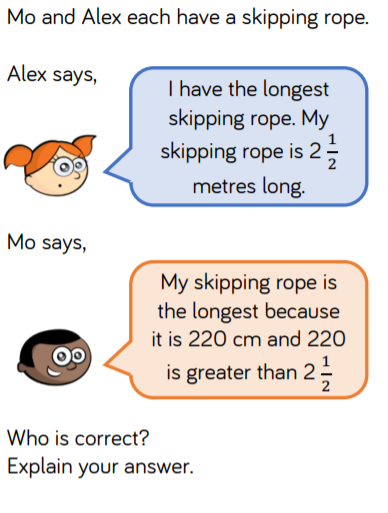 Mo and Alex each have a skipping rope.
Alex says,
I have the longest
skipping rope. My
skipping rope is 2 1/2
metres long.
Mo says,
My skipping rope is
the longest because
it is 220 cm and 220
is greater than 2 1/2
Who is correct?
Explain your answer.